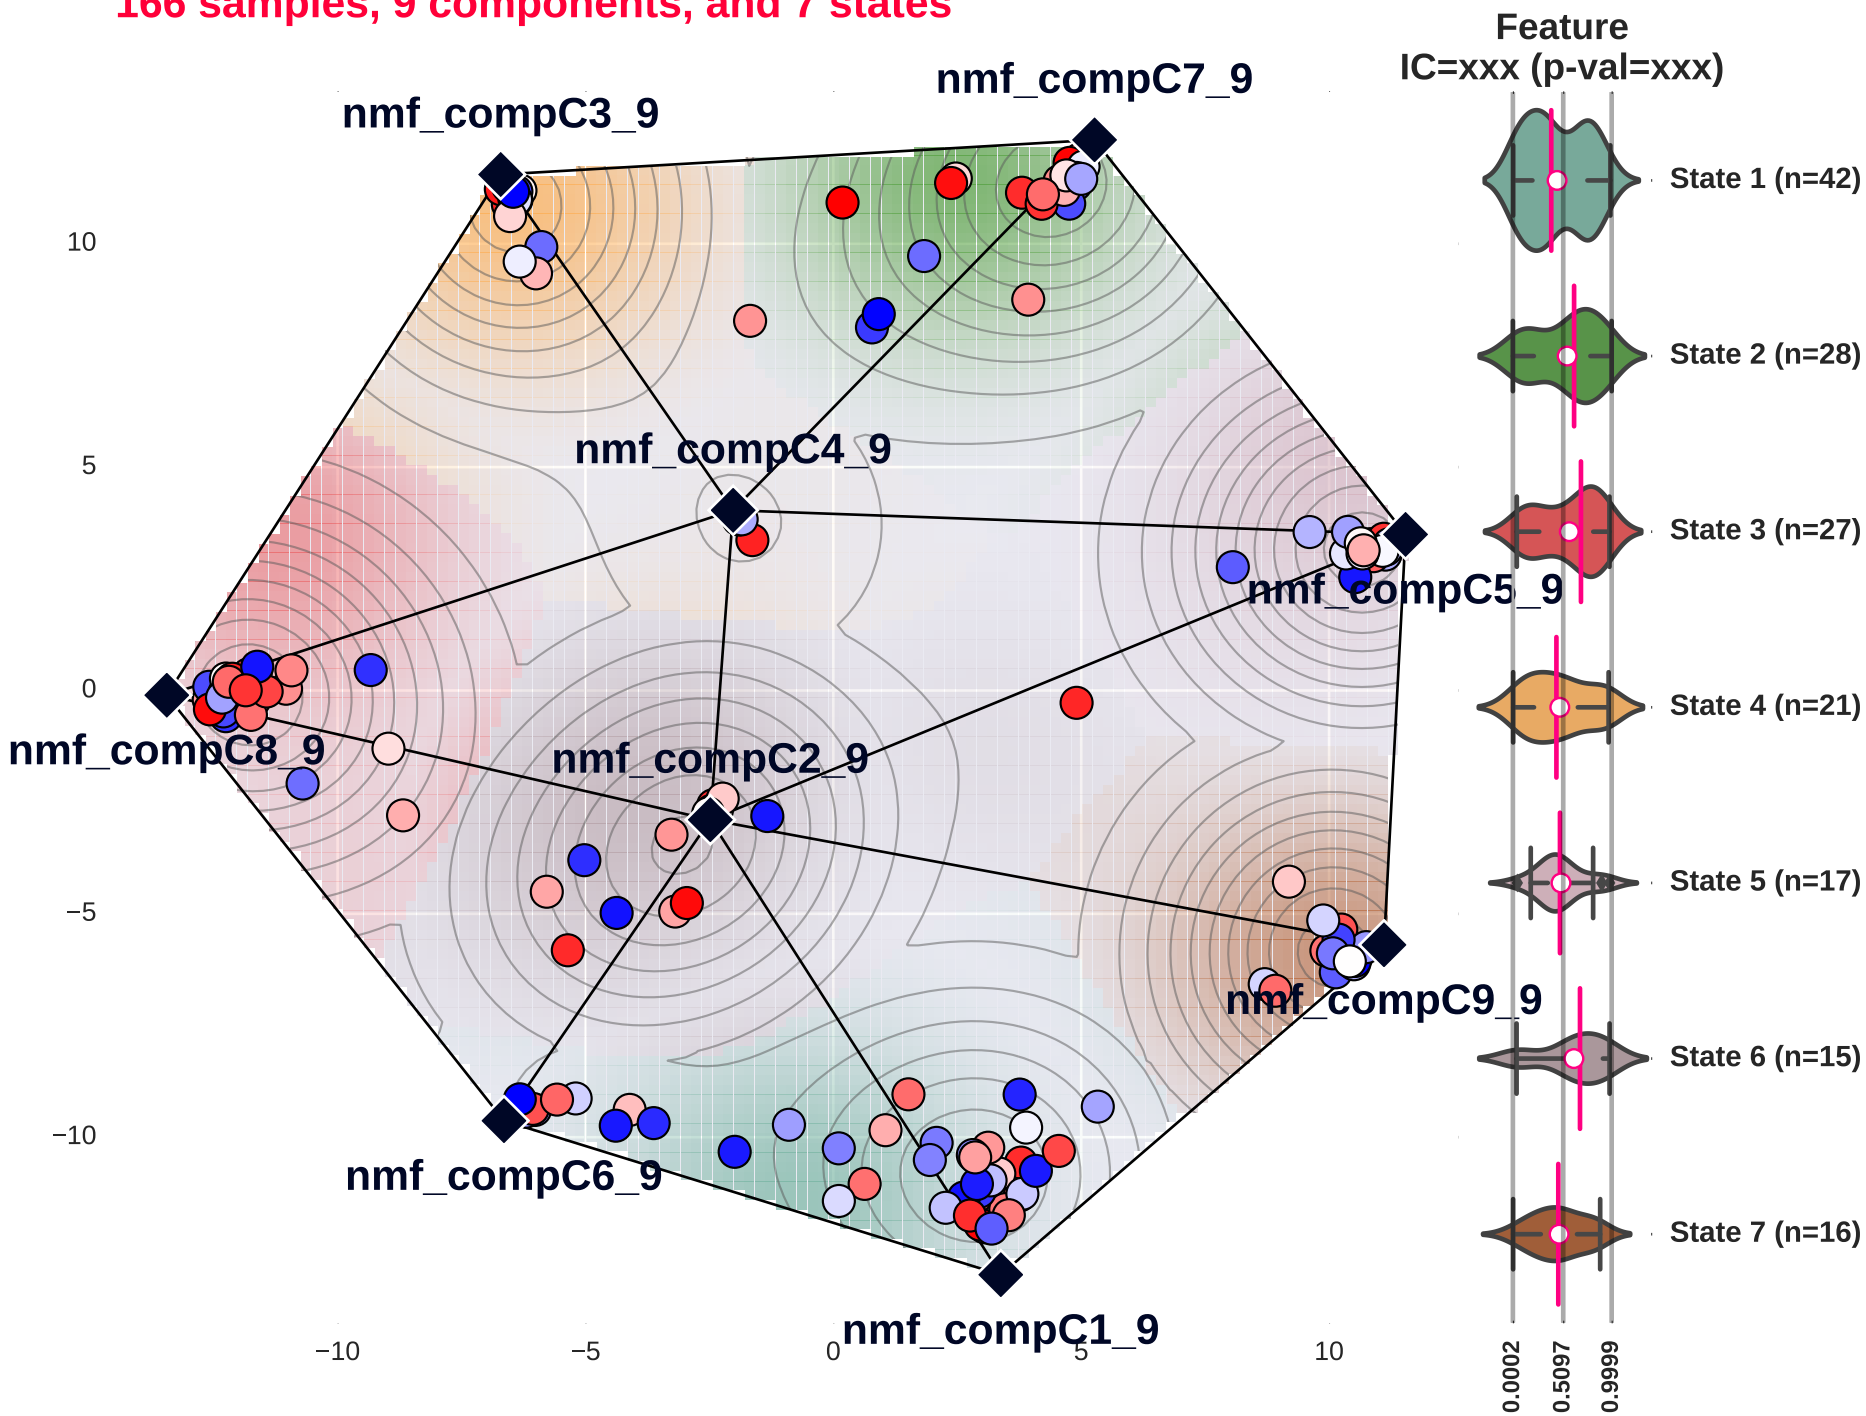 166 samples, 9 components, and 7 states
Feature
IC=xxx (p-val=xxx)
nmf_compC7_9
nmf_compC3_9
State 1 (n=42)
10
State 2 (n=28)
nmf_compC4_9
5
State 3 (n=27)
nmf_compC5_9
0
State 4 (n=21)
nmf_compC8_9
nmf_compC2_9
State 5 (n=17)
−5
nmf_compC9_9
State 6 (n=15)
−10
nmf_compC6_9
State 7 (n=16)
nmf_compC1_9
−10
−5
0
5
10
0.0002
0.5097
0.9999